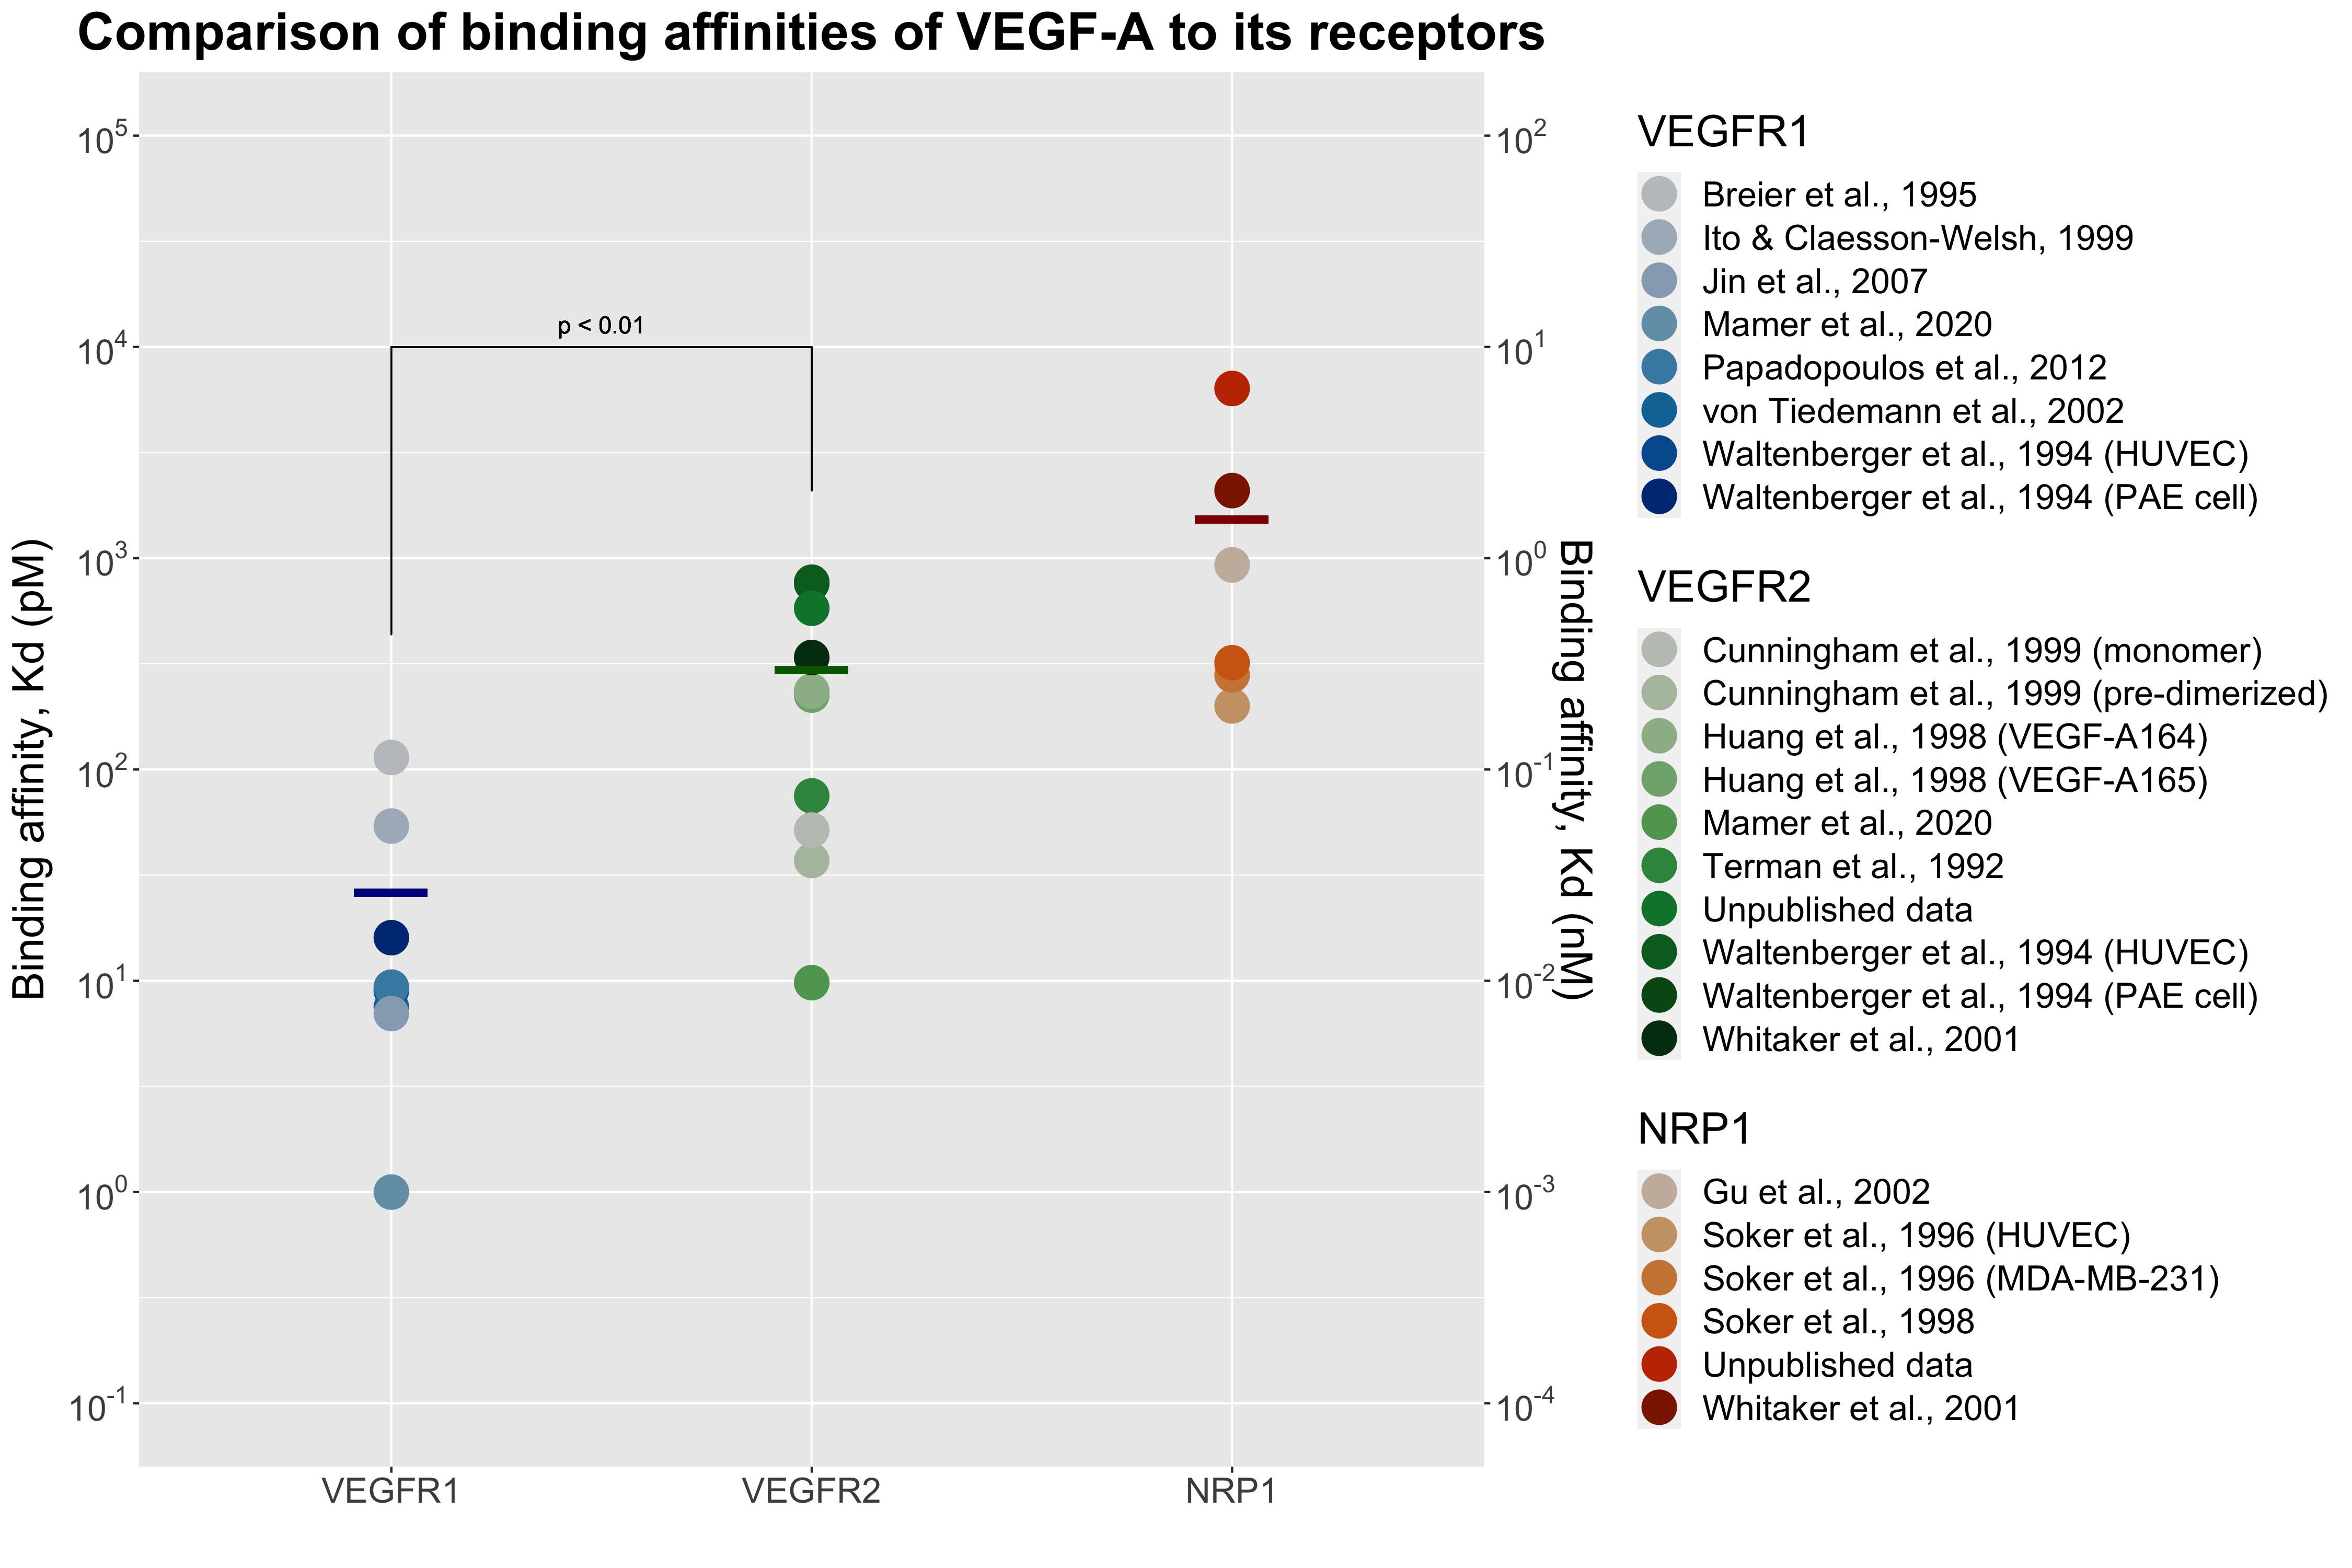 Comparison of binding affinities of VEGF-A to its receptors
Binding affinity, Kd (pM)
10^5
10^4
10^3
10^2
10^1
10^0
10^-1
p < 0.01
VEGFR1
VEGFR2
NRP1
10^2
10^1
10^0
10^-1
10^-2
10^-3
10^-4
Binding affinity, Kd (nM)
VEGFR1
Breier et al., 1995
Ito & Claesson-Welsh, 1999
Jin et al., 2007
Mamer et al., 2020
Papadopoulos et al., 2012
von Tiedemann et al., 2002
Waltenberger et al., 1994 (HUVEC)
Waltenberger et al., 1994 (PAE cell)
VEGFR2
Cunningham et al., 1999 (monomer)
Cunningham et al., 1999 (pre-dimerized)
Huang et al., 1998 (VEGF-A164)
Huang et al., 1998 (VEGF-A165)
Mamer et al., 2020
Terman et al., 1992
Unpublished data
Waltenberger et al., 1994 (HUVEC)
Waltenberger et al., 1994 (PAE cell)
Whitaker et al., 2001
NRP1
Gu et al., 2002
Soker et al., 1996 (HUVEC)
Soker et al., 1996 (MDA-MB-231)
Soker et al., 1998
Unpublished data
Whitaker et al., 2001